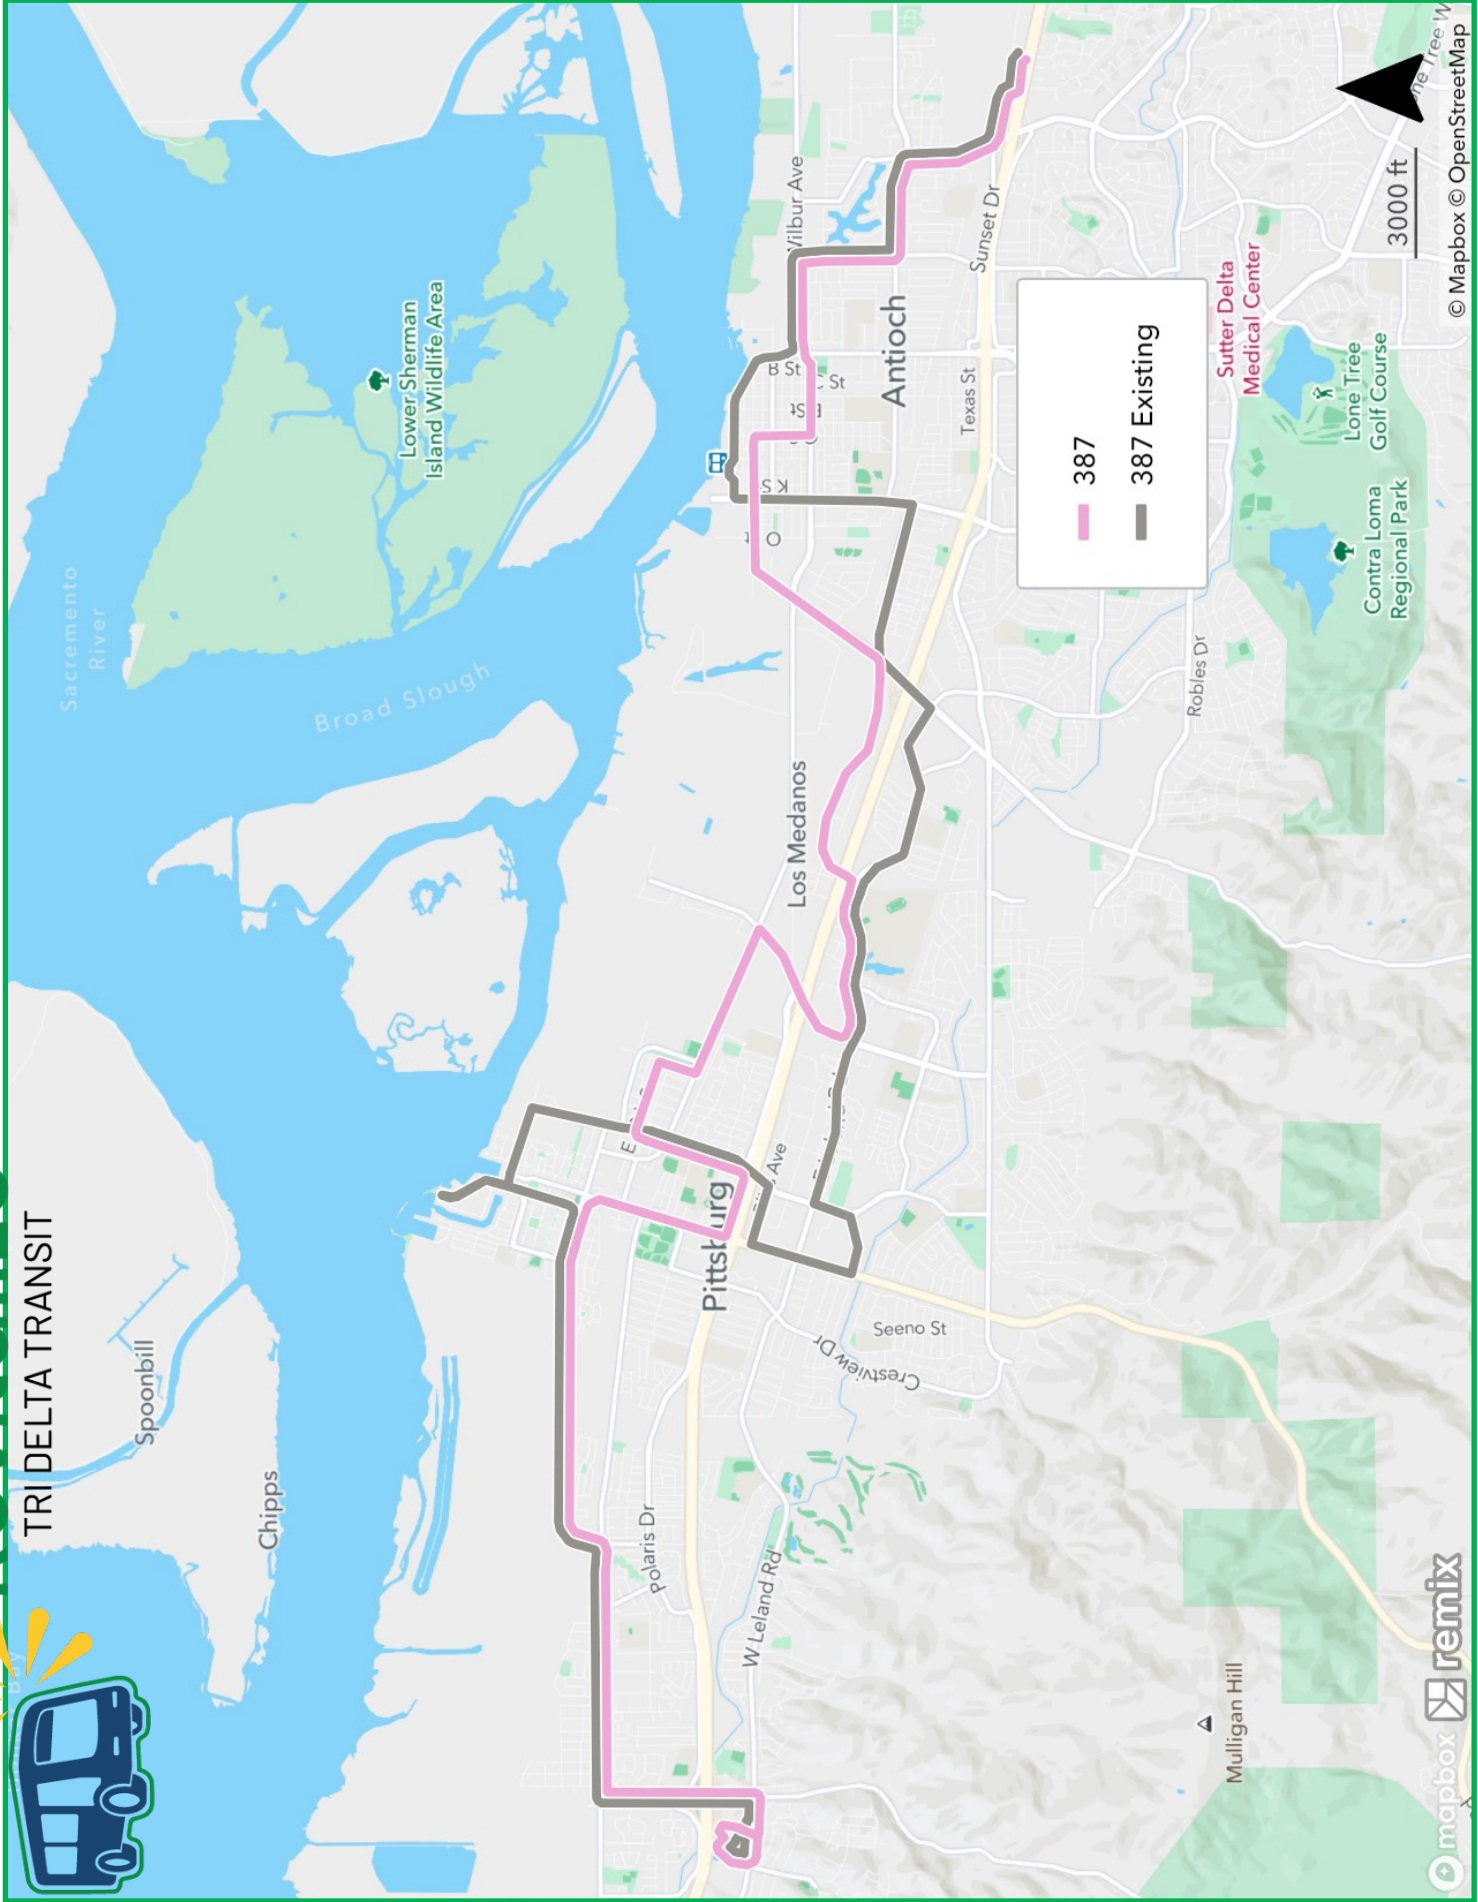 TRI DELTA TRANSIT
Spoonbill
Chipps
Sacremento
River
Broad Slough
Lower Sherman
Island Wildlife Area
Wilbur Ave
B St
C St
E St
K St
Antioch
Sunset Dr
Texas St
Los Medanos
Pittsburg
Polaris Dr
W Leland Rd
Crestview Dr
Seeno St
Robles Dr
387
387 Existing
Sutter Delta
Medical Center
Lone Tree
Golf Course
Contra Loma
Regional Park
Mulligan Hill
3000 ft
© Mapbox © OpenStreetMap
mapbox
remix